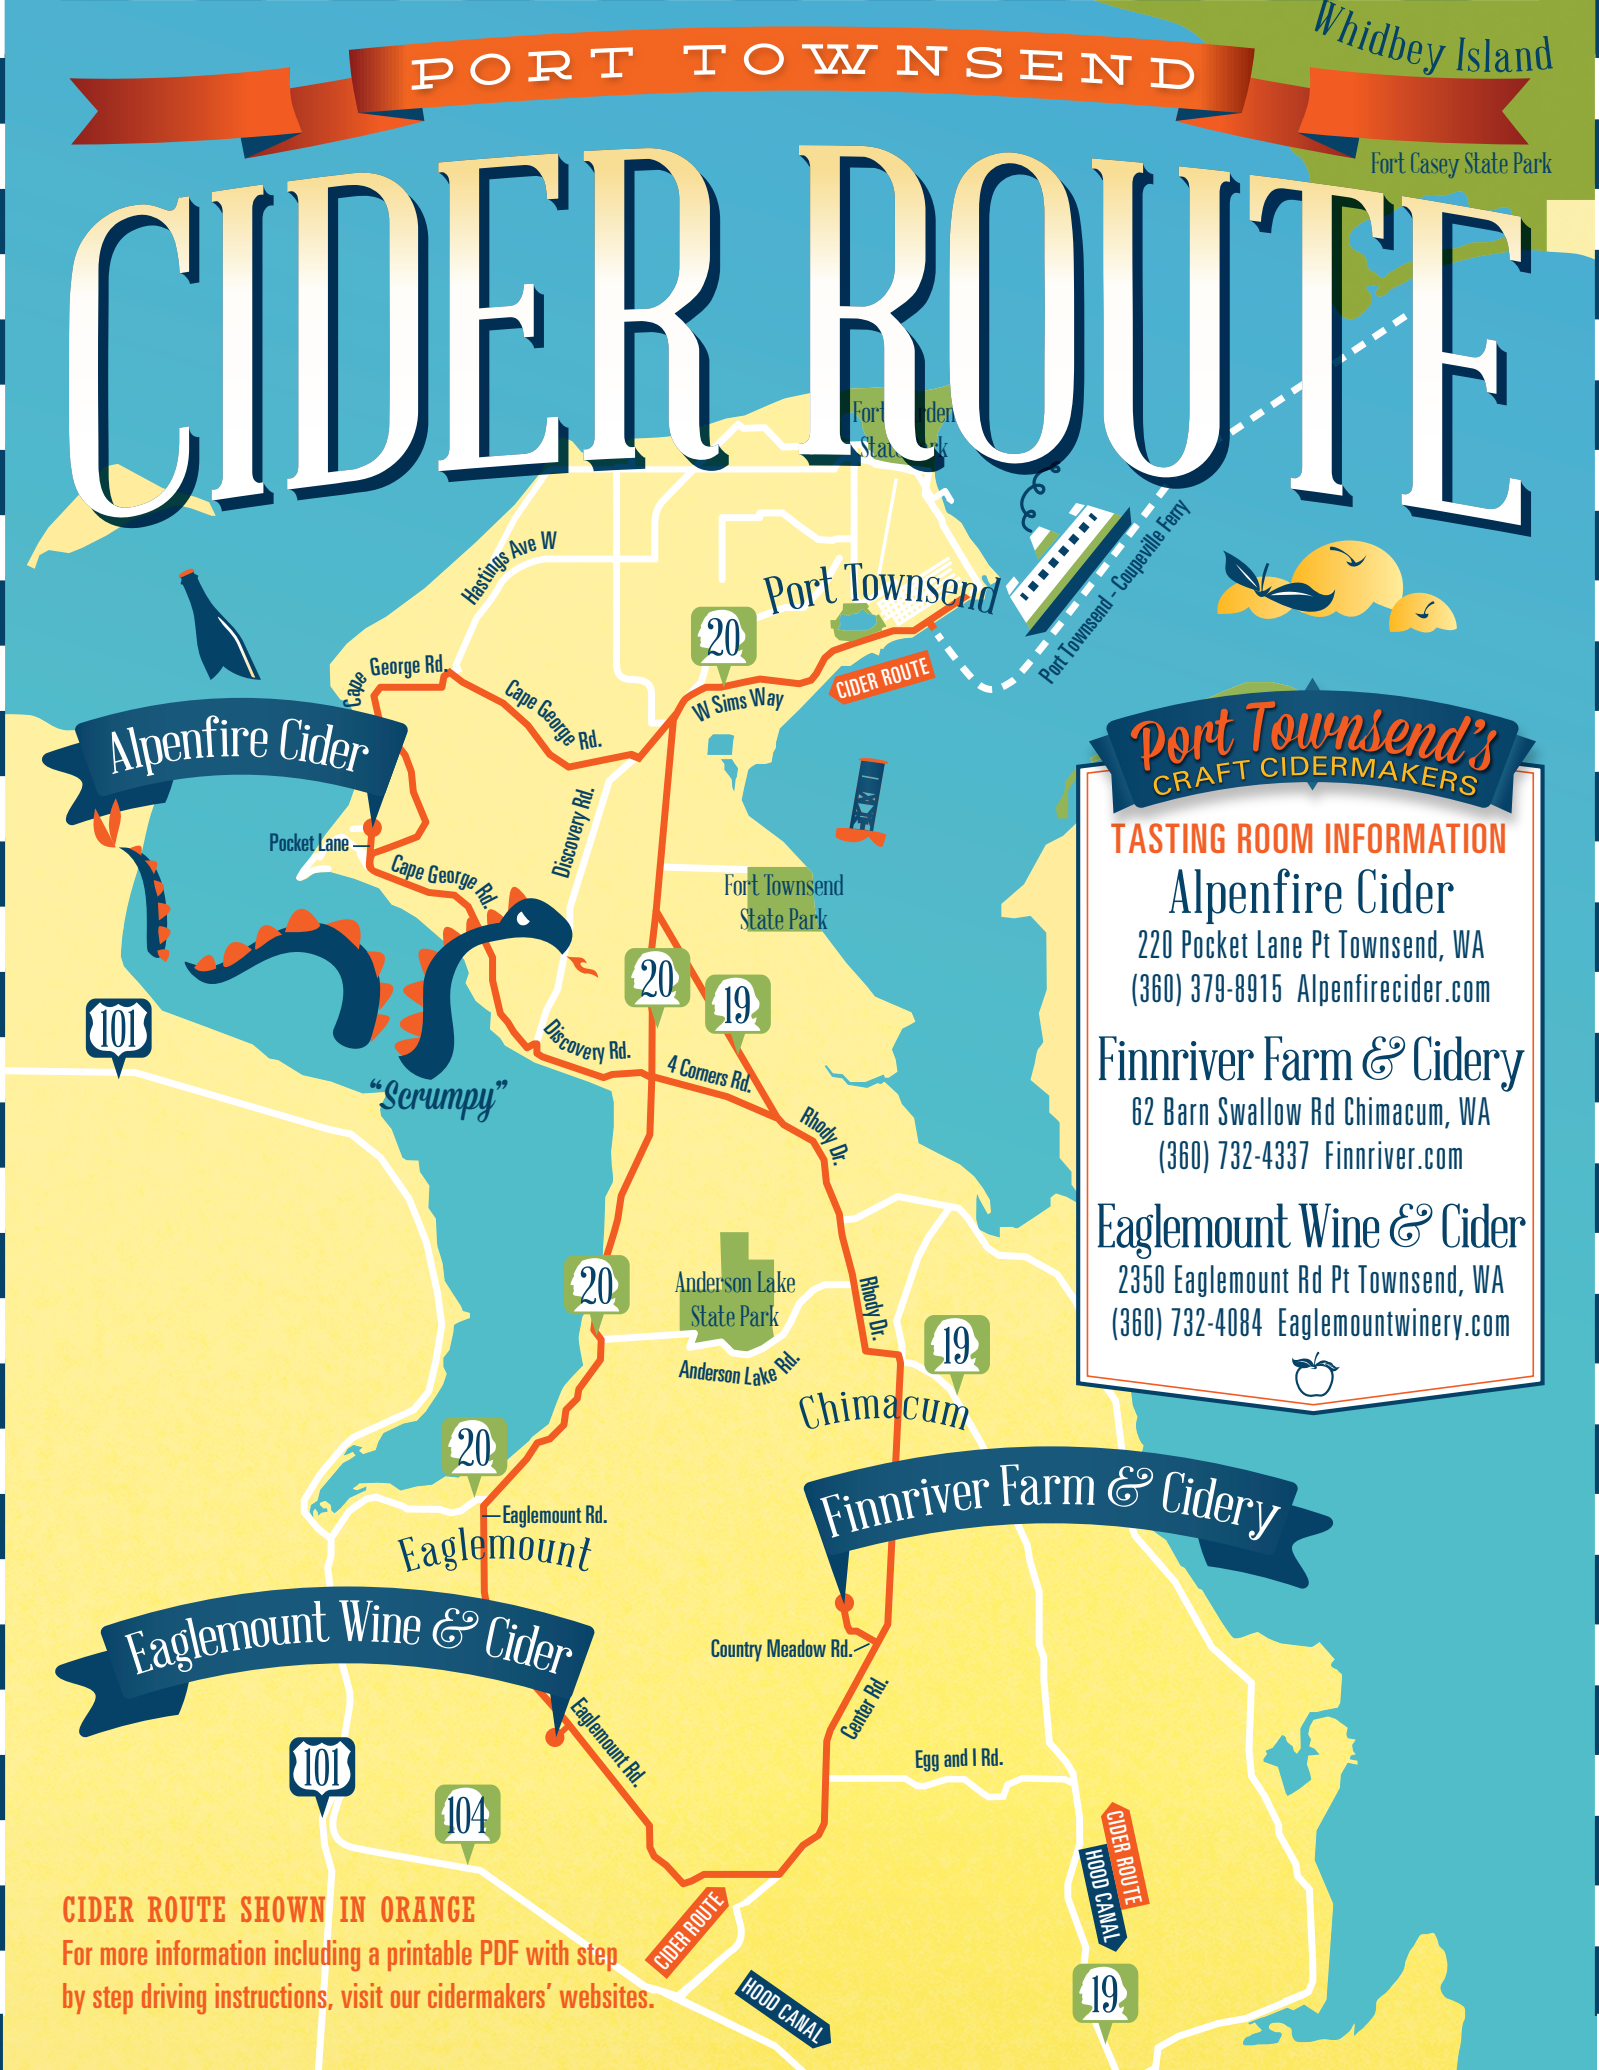 Whidbey Island
PORT TOWNSEND
Fort Casey State Park
CIDER ROUTE
Fort
State
Hastings Ave W
Port Townsend
Port Townsend - Coupeville Ferry
20
Cape George Rd.
Cape George Rd.
W Sims Way
CIDER ROUTE
Alpenfire Cider
Pocket Lane
Cape George Rd.
Discovery Rd.
Fort Townsend
State Park
Port Townsend's
CRAFT CIDERMAKERS
TASTING ROOM INFORMATION
Alpenfire Cider
220 Pocket Lane Pt Townsend, WA
(360) 379-8915 Alpenfirecider.com
Finnriver Farm & Cidery
62 Barn Swallow Rd Chimacum, WA
(360) 732-4337 Finnriver.com
Eaglemount Wine & Cider
2350 Eaglemount Rd Pt Townsend, WA
(360) 732-4084 Eaglemountwinery.com
20
19
101
Discovery Rd.
4 Corners Rd.
"Scrumpy"
Rhody Dr.
20
Anderson Lake
State Park
Rhody Dr.
Anderson Lake Rd.
19
Chimacum
20
Eaglemount Rd.
Eaglemount
Finnriver Farm & Cidery
Eaglemount Wine & Cider
Country Meadow Rd.
Center Rd.
Eaglemount Rd.
Egg and I Rd.
101
104
CIDER ROUTE
HOOD CANAL
CIDER ROUTE
HOOD CANAL
19
CIDER ROUTE SHOWN IN ORANGE
For more information including a printable PDF with step
by step driving instructions, visit our cidermakers' websites.